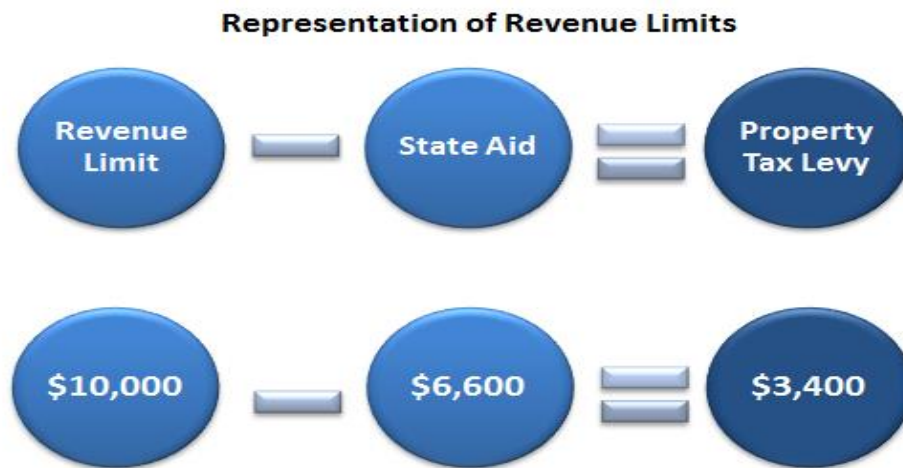 Representation of Revenue Limits
Revenue
Limit
State Aid
Property
Tax Levy
$10,000
$6,600
$3,400